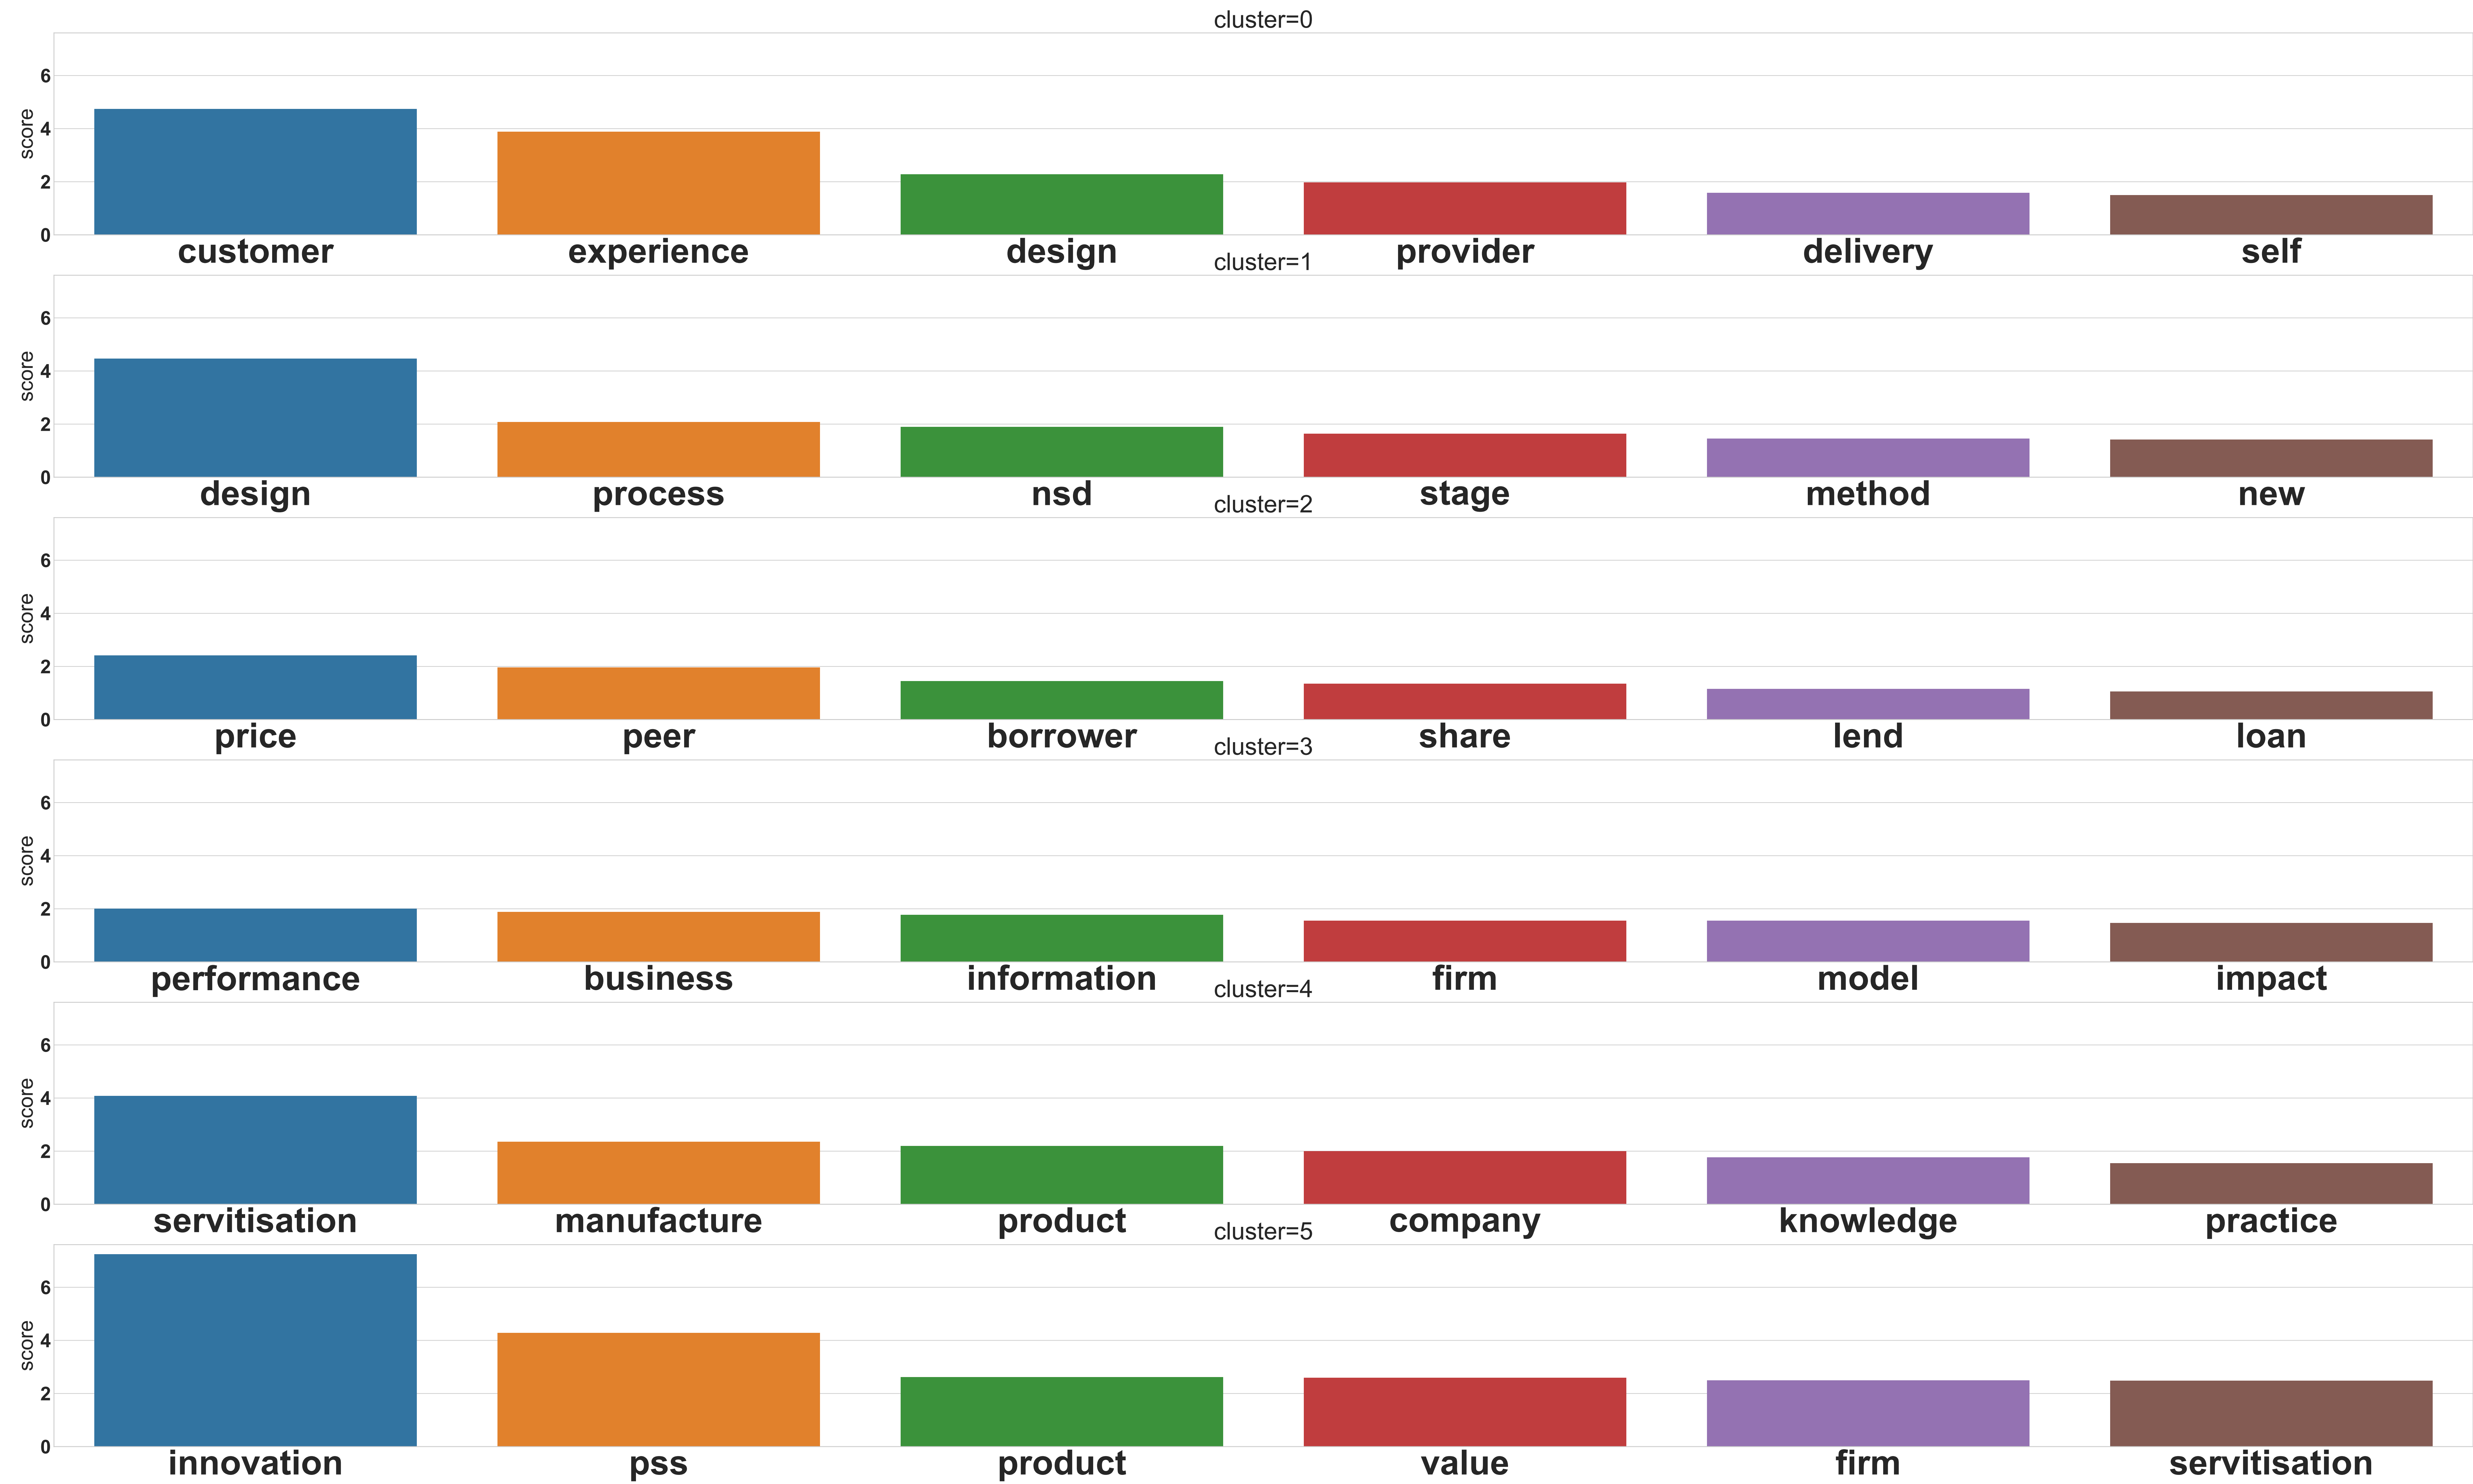 cluster=0
score
6
4
2
0
customer experience design provider delivery self
cluster=1
score
6
4
2
0
design process nsd stage method new
cluster=2
score
6
4
2
0
price peer borrower share lend loan
cluster=3
score
6
4
2
0
performance business information firm model impact
cluster=4
score
6
4
2
0
servitisation manufacture product company knowledge practice
cluster=5
score
6
4
2
0
innovation pss product value firm servitisation